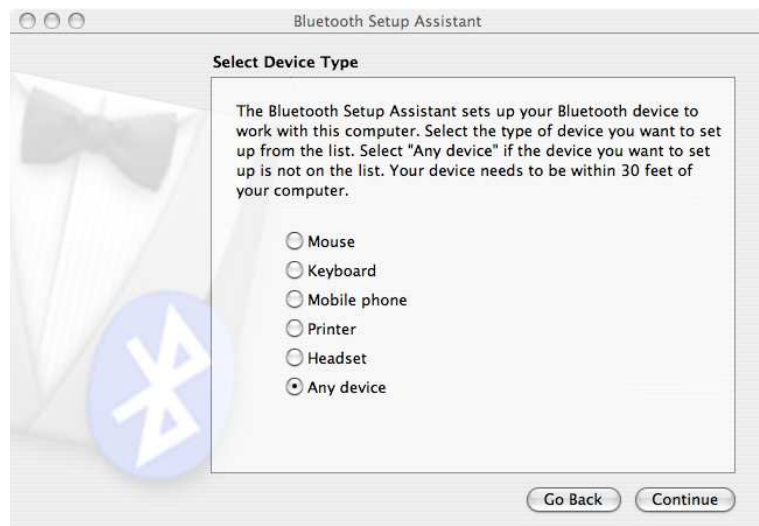 Bluetooth Setup Assistant
Select Device Type
The Bluetooth Setup Assistant sets up your Bluetooth device to
work with this computer. Select the type of device you want to set
up from the list. Select "Any device" if the device you want to set
up is not on the list. Your device needs to be within 30 feet of
your computer.
Mouse
Keyboard
Mobile phone
Printer
Headset
Any device
Go Back Continue